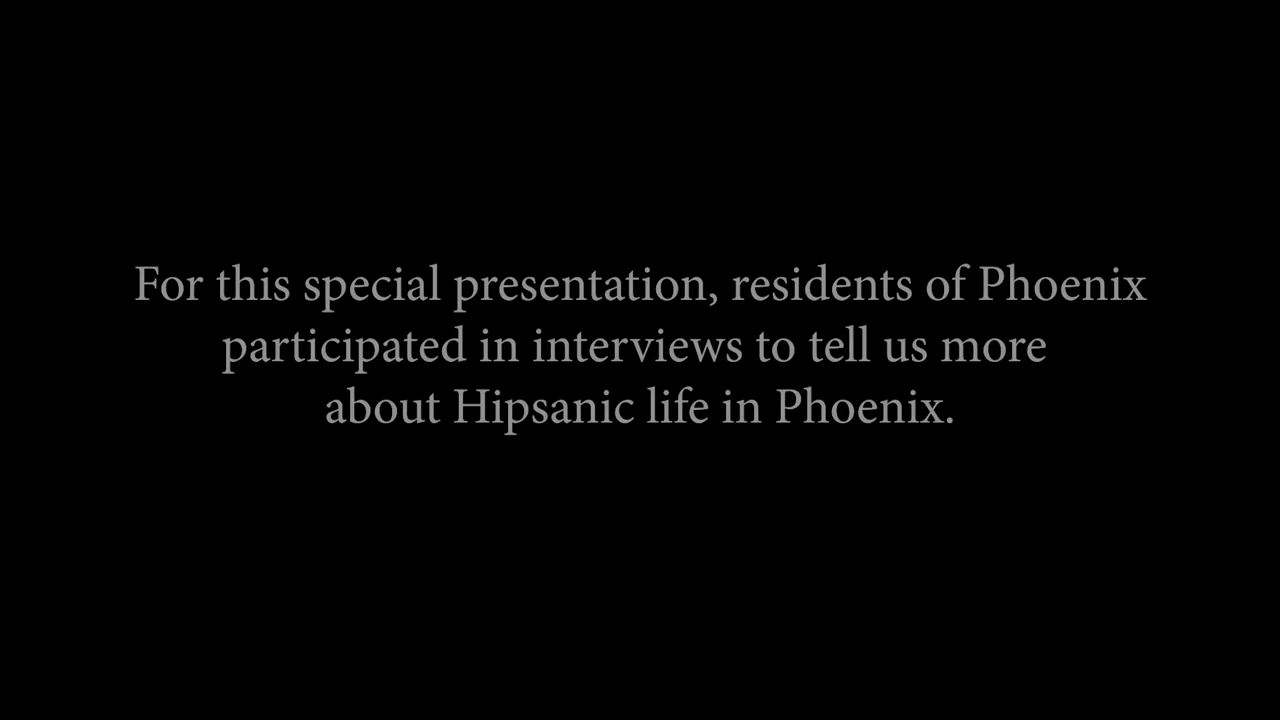 For this special presentation, residents of Phoenix
participated in interviews to tell us more
about Hipsanic life in Phoenix.